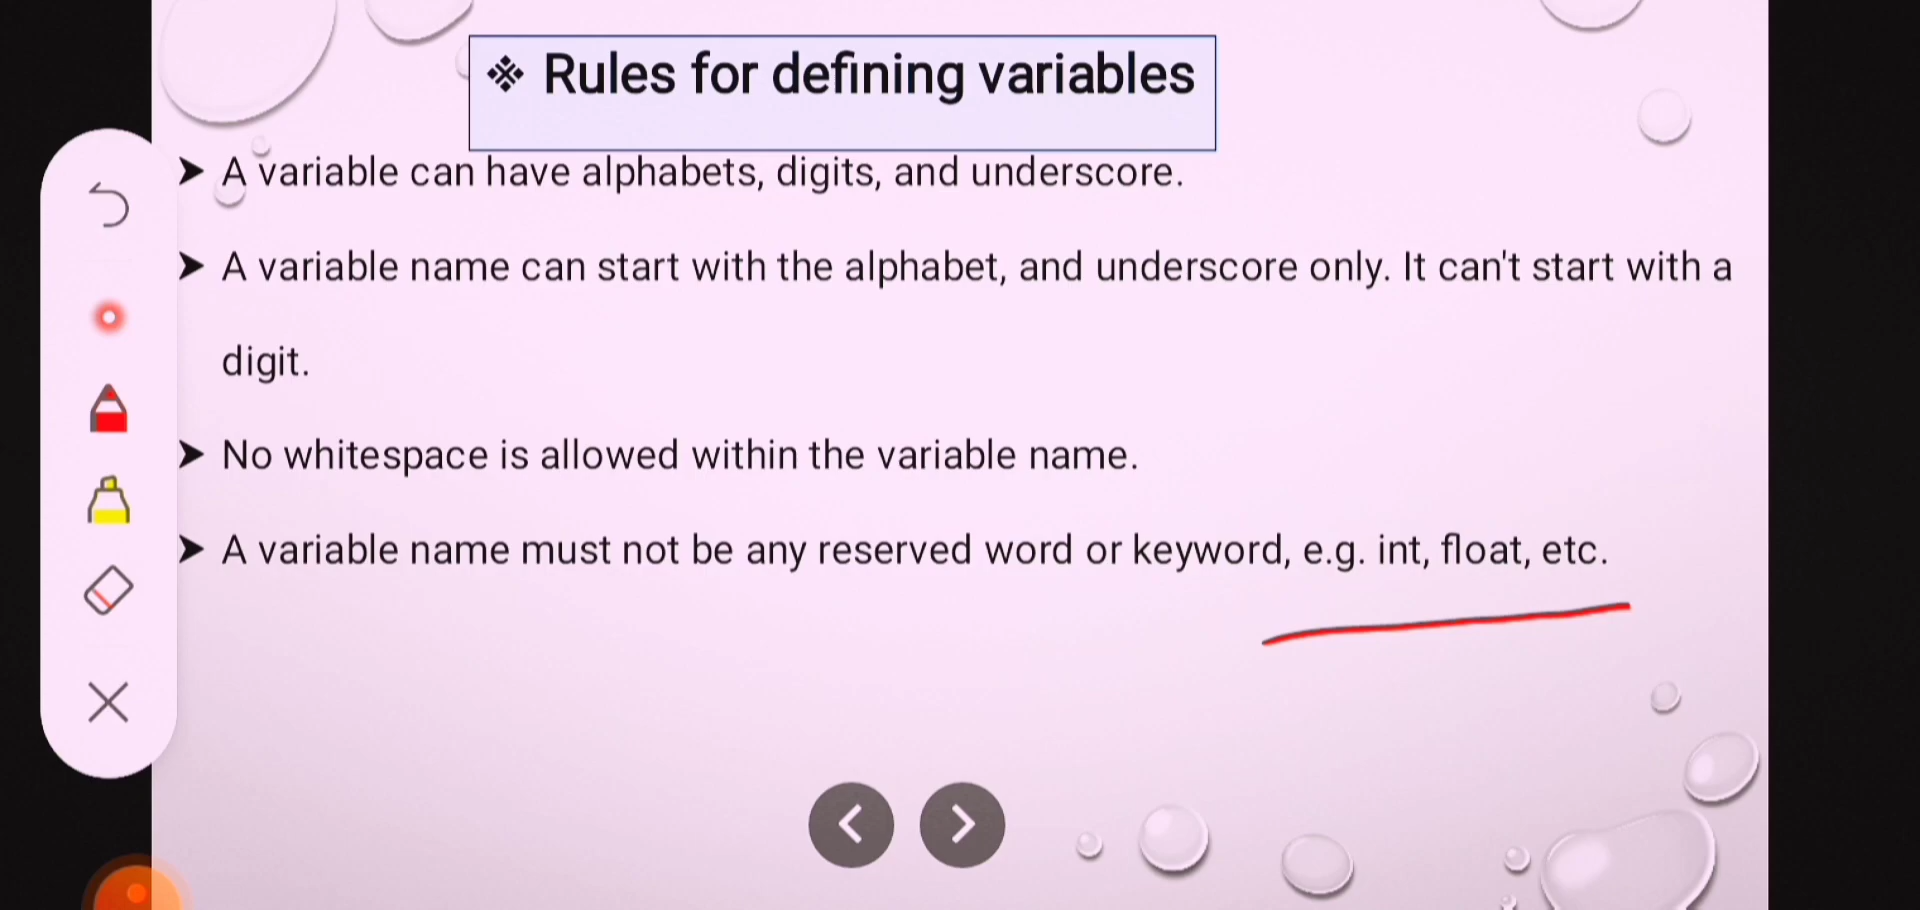 ❖ Rules for defining variables
➤ A variable can have alphabets, digits, and underscore.
➤ A variable name can start with the alphabet, and underscore only. It can't start with a
digit.
➤ No whitespace is allowed within the variable name.
➤ A variable name must not be any reserved word or keyword, e.g. int, float, etc.